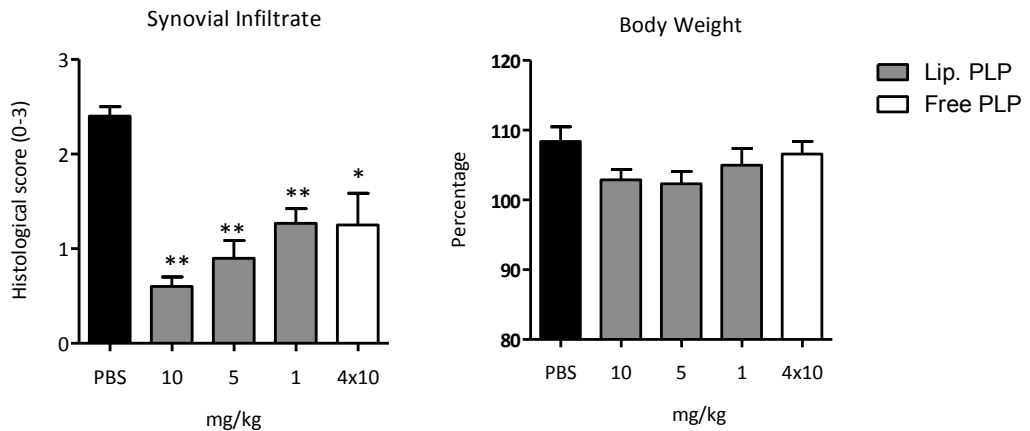 Synovial Infiltrate
Histological score (0-3)
3
2
1
0
**
**
**
*
PBS 10 5 1 4x10
mg/kg
Body Weight
Percentage
120
110
100
90
80
PBS 10 5 1 4x10
mg/kg
Lip. PLP
Free PLP